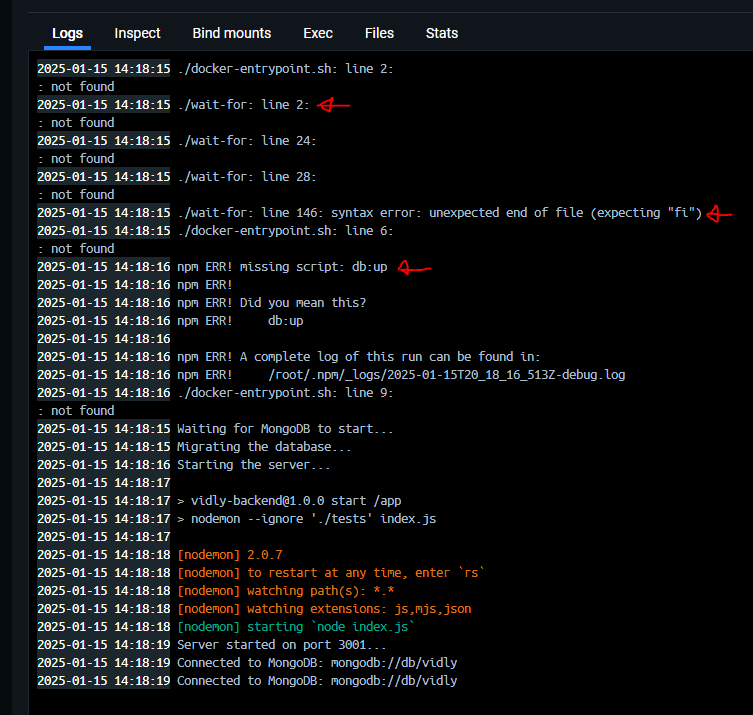 Logs Inspect Bind mounts Exec Files Stats
2025-01-15 14:18:15 ./docker-entrypoint.sh: line 2:
: not found
2025-01-15 14:18:15 ./wait-for: line 2:
: not found
2025-01-15 14:18:15 ./wait-for: line 24:
: not found
2025-01-15 14:18:15 ./wait-for: line 28:
: not found
2025-01-15 14:18:15 ./wait-for: line 146: syntax error: unexpected end of file (expecting "fi")
2025-01-15 14:18:15 ./docker-entrypoint.sh: line 6:
: not found
2025-01-15 14:18:16 npm ERR! missing script: db:up
2025-01-15 14:18:16 npm ERR!
2025-01-15 14:18:16 npm ERR! Did you mean this?
2025-01-15 14:18:16 npm ERR!     db:up
2025-01-15 14:18:16
2025-01-15 14:18:16 npm ERR! A complete log of this run can be found in:
2025-01-15 14:18:16 npm ERR!     /root/.npm/_logs/2025-01-15T20_18_16_513Z-debug.log
2025-01-15 14:18:16 ./docker-entrypoint.sh: line 9:
: not found
2025-01-15 14:18:15 Waiting for MongoDB to start...
2025-01-15 14:18:15 Migrating the database...
2025-01-15 14:18:16 Starting the server...
2025-01-15 14:18:17
2025-01-15 14:18:17 > vidly-backend@1.0.0 start /app
2025-01-15 14:18:17 > nodemon --ignore './tests' index.js
2025-01-15 14:18:17
2025-01-15 14:18:18 [nodemon] 2.0.7
2025-01-15 14:18:18 [nodemon] to restart at any time, enter `rs`
2025-01-15 14:18:18 [nodemon] watching path(s): *.*
2025-01-15 14:18:18 [nodemon] watching extensions: js,mjs,json
2025-01-15 14:18:18 [nodemon] starting `node index.js`
2025-01-15 14:18:19 Server started on port 3001...
2025-01-15 14:18:19 Connected to MongoDB: mongodb://db/vidly
2025-01-15 14:18:19 Connected to MongoDB: mongodb://db/vidly